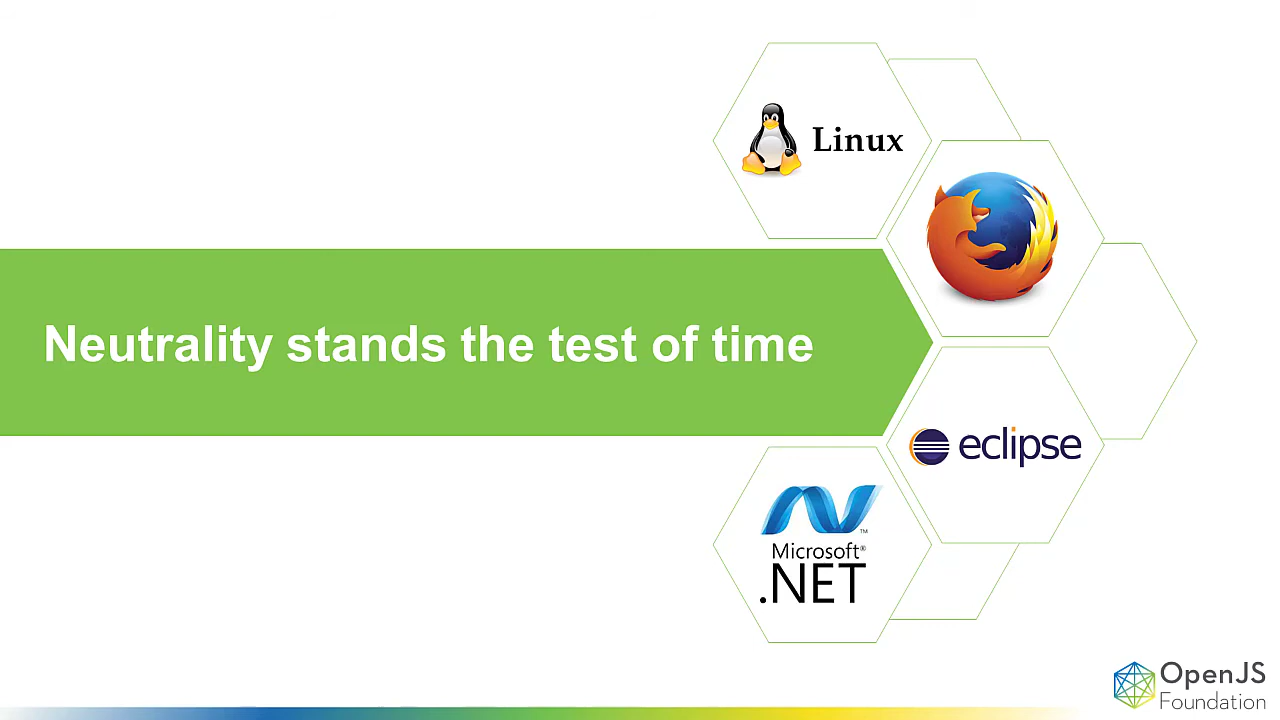 Linux
Neutrality stands the test of time
eclipse
Microsoft®
.NET
OpenJS
Foundation